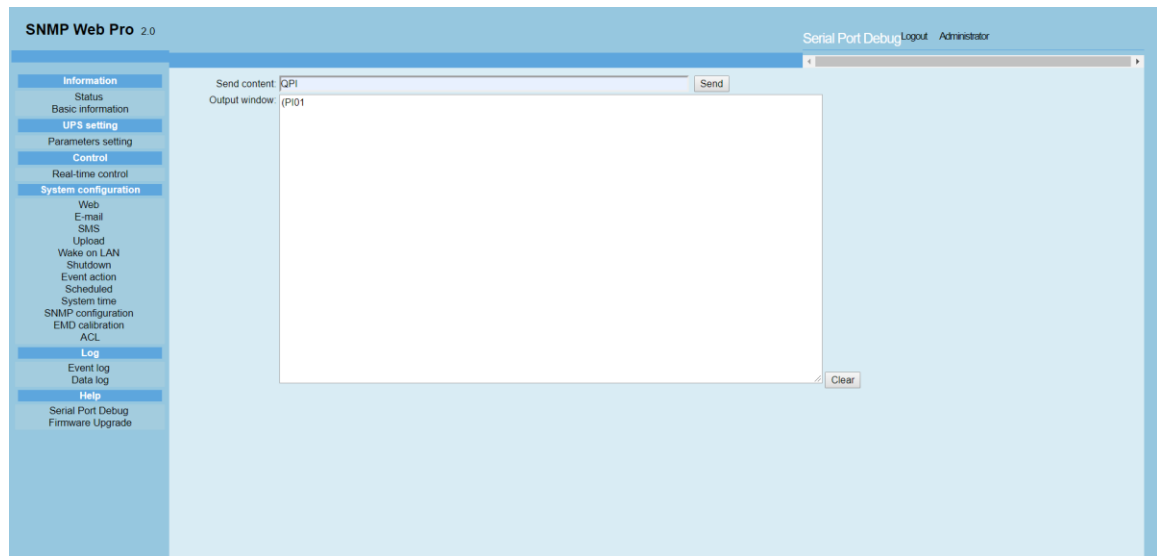 SNMP Web Pro 2.0
Serial Port Debug Logout Administrator
Information
Status
Basic information
UPS setting
Parameters setting
Control
Real-time control
System configuration
Web
E-mail
SMS
Upload
Wake on LAN
Shutdown
Event action
Scheduled
System time
SNMP configuration
EMD calibration
ACL
Log
Event log
Data log
Help
Serial Port Debug
Firmware Upgrade
Send content: QPI Send
Output window: (PI01
Clear